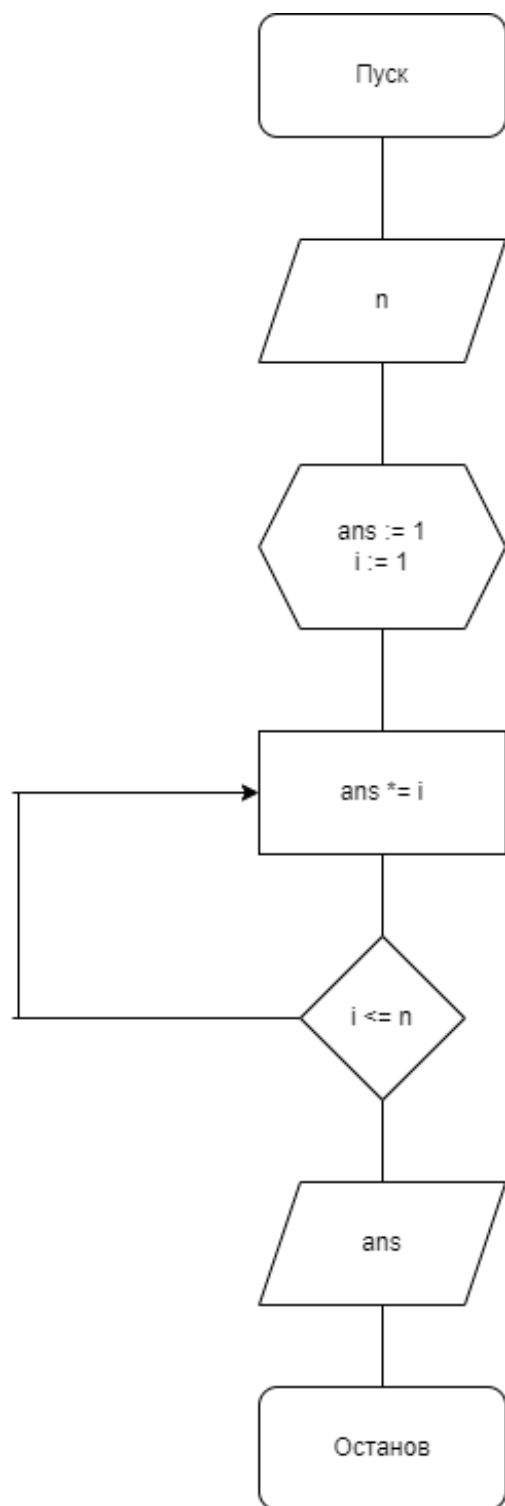 Пуск
n
ans := 1
i := 1
ans *= i
i <= n
ans
Останов